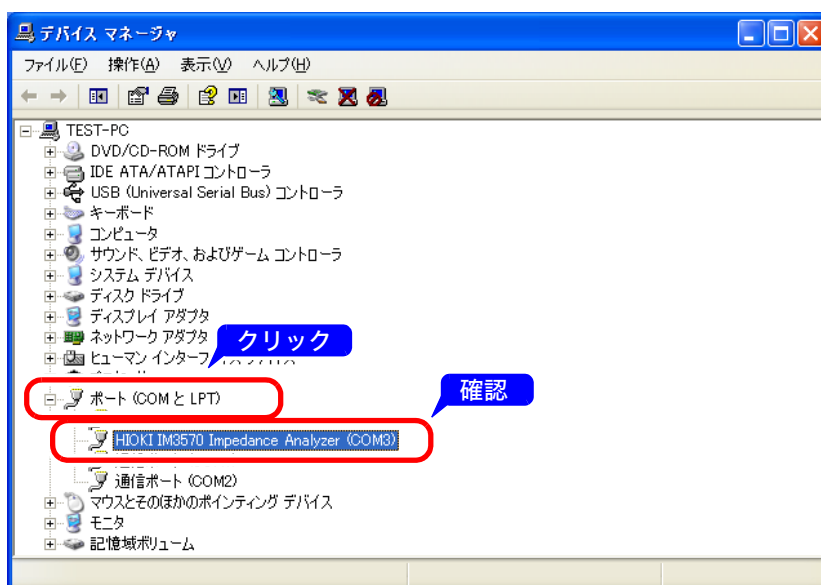 デバイス マネージャ
ファイル(F) 操作(A) 表示(V) ヘルプ(H)
TEST-PC
DVD/CD-ROM ドライブ
IDE ATA/ATAPI コントローラ
USB (Universal Serial Bus) コントローラ
キーボード
コンピュータ
サウンド、ビデオ、およびゲーム コントローラ
システム デバイス
ディスク ドライブ
ディスプレイ アダプタ
ネットワーク アダプタ
クリック
ヒューマン インターフ
ポート (COM と LPT)
確認
HIOKI IM3570 Impedance Analyzer (COM3)
通信ポート (COM2)
マウスとそのほかのポインティング デバイス
モニタ
記憶域ボリューム